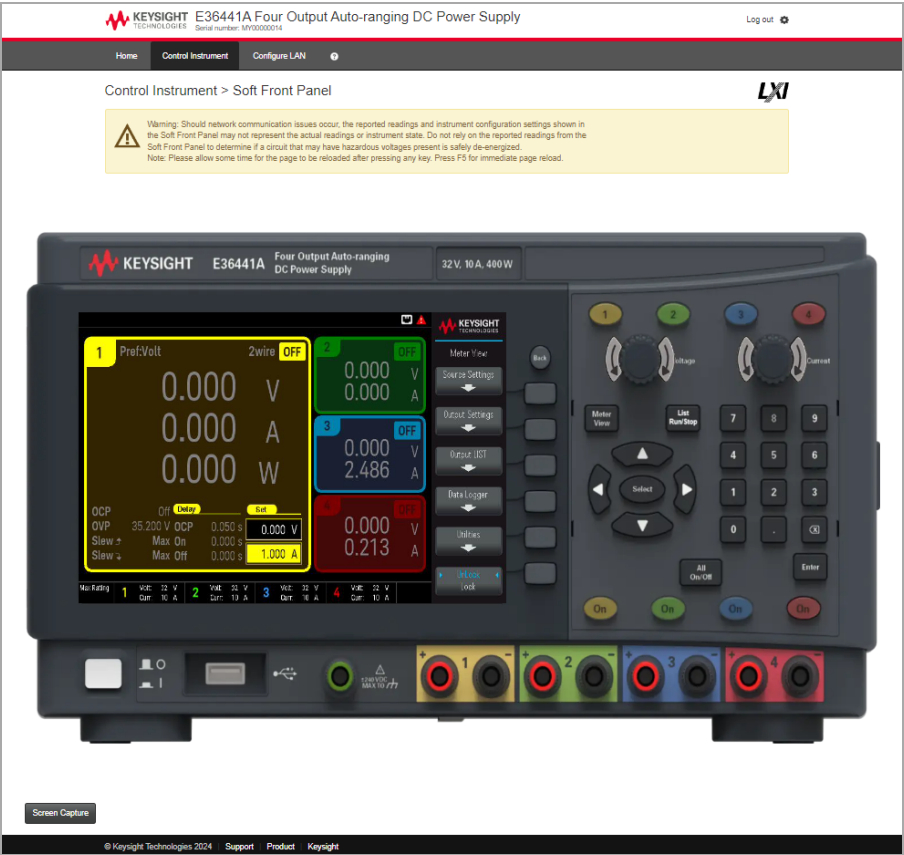 KEYSIGHT
TECHNOLOGIES
E36441A Four Output Auto-ranging DC Power Supply
Serial number: MY00000014
Log out
Home Control Instrument Configure LAN ?
Control Instrument > Soft Front Panel
LXI
Warning: Should network communication issues occur, the reported readings and instrument configuration settings shown in
the Soft Front Panel may not represent the actual readings or instrument state. Do not rely on the reported readings from the
Soft Front Panel to determine if a circuit that may have hazardous voltages present is safely de-energized.
Note: Please allow some time for the page to be reloaded after pressing any key. Press F5 for immediate page reload.
KEYSIGHT E36441A Four Output Auto-ranging
DC Power Supply
32 V, 10 A, 400 W
1 Pref:Volt 2wire OFF
0.000 V
0.000 A
0.000 W
OCP Off Delay Set
OVP 35.200 V OCP 0.050 s 0.000 V
Slew Max On 0.000 s
Slew Max Off 0.000 s 1.000 A
2 OFF
0.000 V
0.000 A
3 OFF
0.000 V
2.486 A
4 OFF
0.000 V
0.213 A
Max Rating
1 Volt: 32 V
Curr: 10 A
2 Volt: 32 V
Curr: 10 A
3 Volt: 32 V
Curr: 10 A
4 Volt: 32 V
Curr: 10 A
KEYSIGHT
TECHNOLOGIES
Meter View
Source Settings
Output Settings
Output LIST
Data Logger
Utilities
UnLock
Lock
Back
1 2 3 4
oltage
Current
Meter
View
List
Run/Stop
7 8 9
4 5 6
1 2 3
0 .
Select
All
On/Off
Enter
On On On On
O
I
±240 VDC
MAX TO
+ 1 −
+ 2 −
+ 3 −
+ 4 −
Screen Capture
© Keysight Technologies 2024 Support Product Keysight